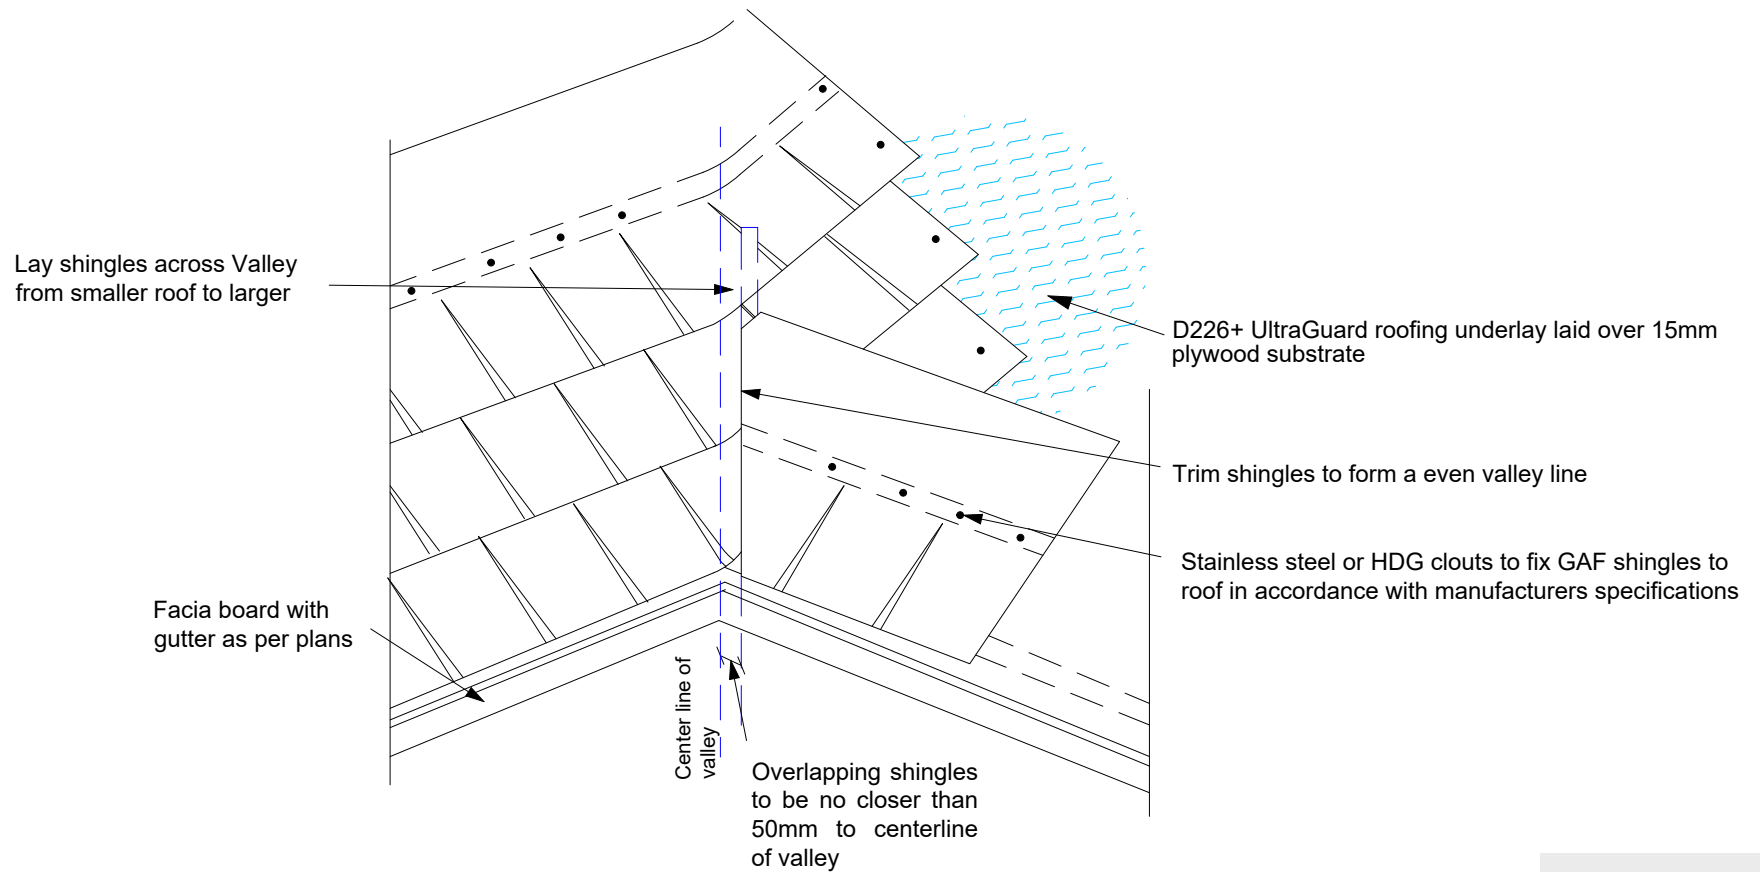 Lay shingles across Valley
from smaller roof to larger
D226+ UltraGuard roofing underlay laid over 15mm
plywood substrate
Trim shingles to form a even valley line
Stainless steel or HDG clouts to fix GAF shingles to
roof in accordance with manufacturers specifications
Facia board with
gutter as per plans
Center line of
valley
Overlapping shingles
to be no closer than
50mm to centerline
of valley